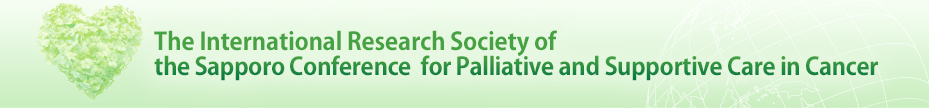 The International Research Society of
the Sapporo Conference for Palliative and Supportive Care in Cancer